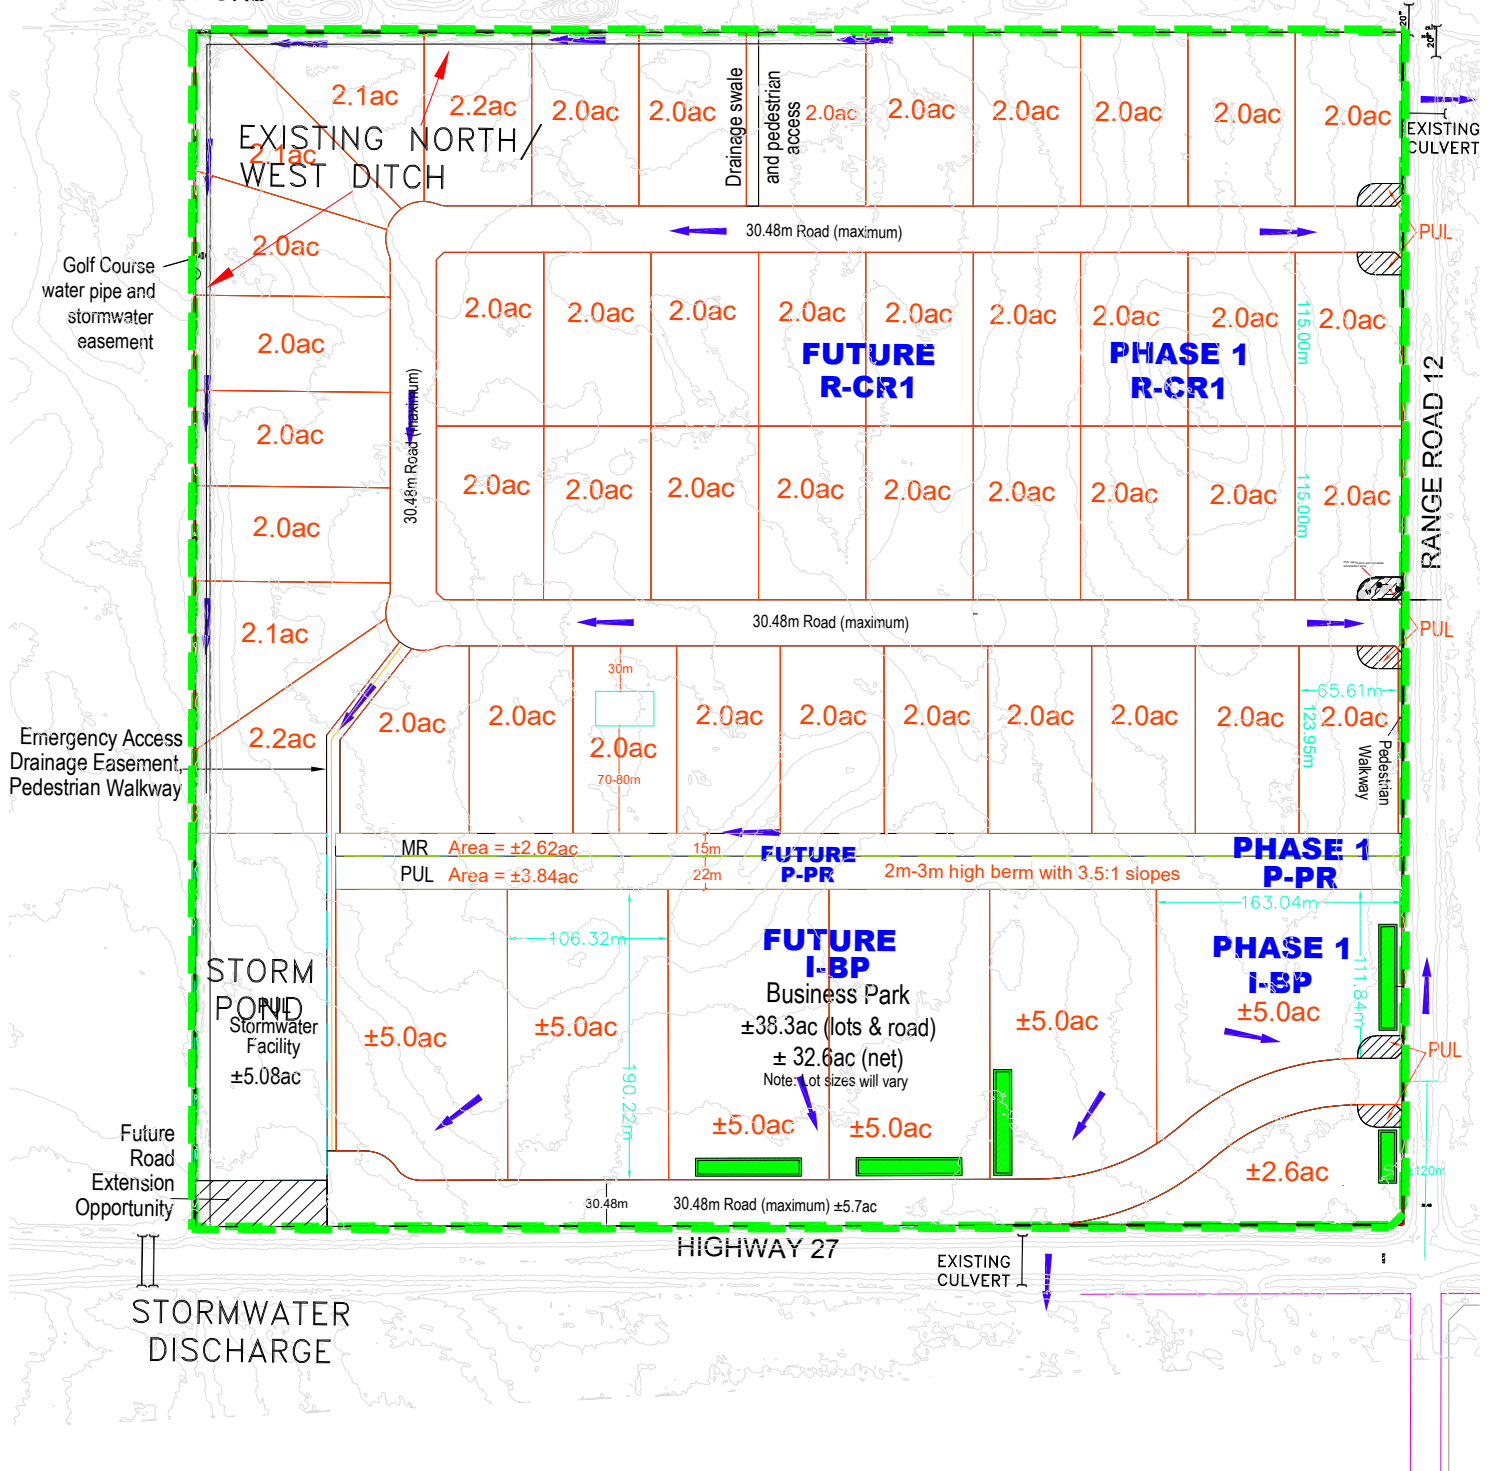 2.1ac
2.2ac
2.0ac
2.0ac
Drainage swale
and pedestrian
access
2.0ac
2.0ac
2.0ac
2.0ac
2.0ac
2.0ac
20'
20'
EXISTING
CULVERT
EXISTING NORTH/
WEST DITCH
2.1ac
30.48m Road (maximum)
PUL
2.0ac
Golf Course
water pipe and
stormwater
easement
2.0ac
2.0ac
2.0ac
2.0ac
2.0ac
2.0ac
2.0ac
2.0ac
2.0ac
2.0ac
115.00m
FUTURE
R-CR1
PHASE 1
R-CR1
RANGE ROAD 12
30.48m Road (maximum)
2.0ac
2.0ac
2.0ac
2.0ac
2.0ac
2.0ac
2.0ac
2.0ac
2.0ac
2.0ac
2.0ac
115.00m
2.1ac
30.48m Road (maximum)
PUL
2.2ac
2.0ac
2.0ac
30m
2.0ac
70-80m
2.0ac
2.0ac
2.0ac
2.0ac
2.0ac
2.0ac
65.61m
2.0ac
123.95m
Pedestrian
Walkway
Emergency Access
Drainage Easement,
Pedestrian Walkway
MR Area = ±2.62ac
15m
FUTURE
P-PR
PHASE 1
P-PR
PUL Area = ±3.84ac
22m
2m-3m high berm with 3.5:1 slopes
163.04m
106.32m
111.84m
190.22m
FUTURE
I-BP
Business Park
±38.3ac (lots & road)
± 32.6ac (net)
Note: Lot sizes will vary
PHASE 1
I-BP
±5.0ac
STORM
POND
PUL
Stormwater
Facility
±5.08ac
±5.0ac
±5.0ac
±5.0ac
±5.0ac
±5.0ac
PUL
±2.6ac
±120m
Future
Road
Extension
Opportunity
30.48m
30.48m Road (maximum) ±5.7ac
HIGHWAY 27
EXISTING
CULVERT
STORMWATER
DISCHARGE